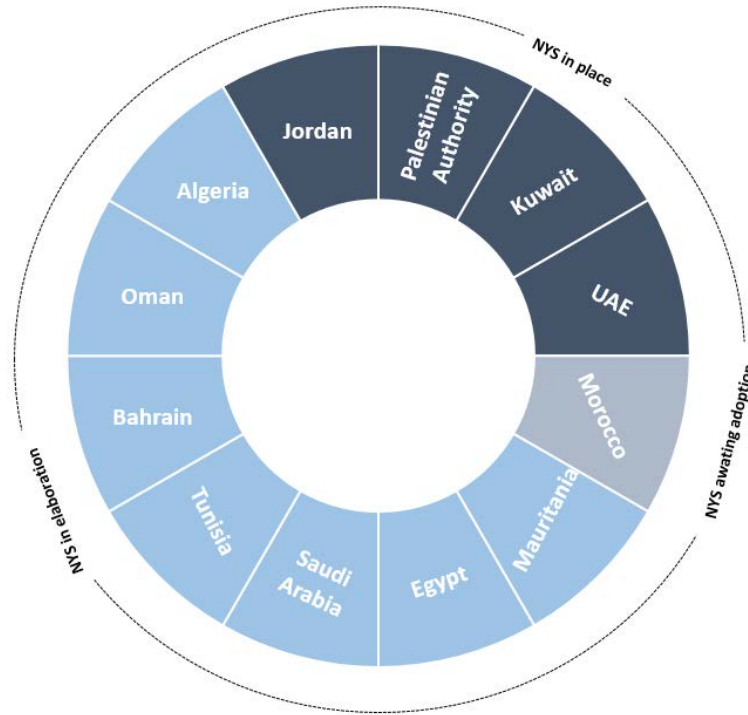 NYS in place
Jordan
Palestinian
Authority
Kuwait
UAE
Morocco
NYS awating adoption
Mauritania
Egypt
Saudi
Arabia
Tunisia
NYS in elaboration
Bahrain
Oman
Algeria